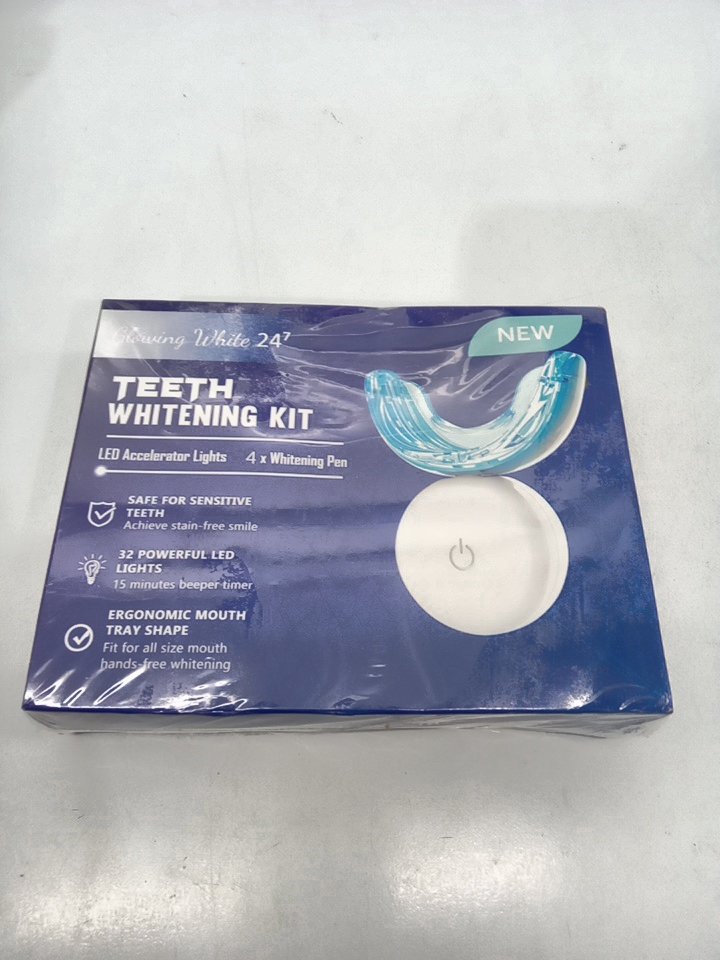 Glowing White 24⁷
NEW
TEETH
WHITENING KIT
LED Accelerator Lights 4 x Whitening Pen
SAFE FOR SENSITIVE
TEETH
Achieve stain-free smile
32 POWERFUL LED
LIGHTS
15 minutes beeper timer
ERGONOMIC MOUTH
TRAY SHAPE
Fit for all size mouth
hands-free whitening